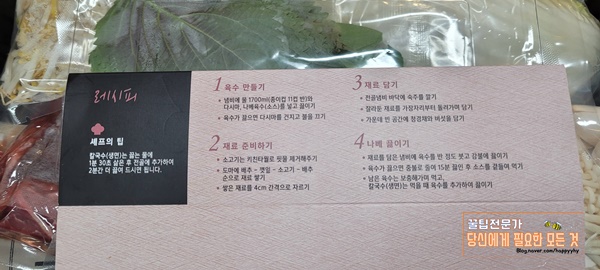 레시피
셰프의 팁
칼국수(생면)는 끓는 물에
1분 30초 삶은 후 전골에 추가하여
2분간 더 끓여 드시면 됩니다.
1 육수 만들기
• 냄비에 물 1700ml(종이컵 11컵 반)와
다시마, 나베육수(소스)를 넣고 끓이기
• 육수가 끓으면 다시마를 건지고 불을 끄기
2 재료 준비하기
• 소고기는 키친타월로 핏물 제거해주기
• 도마에 배추 - 깻잎 - 소고기 - 배추
순으로 재료 쌓기
• 쌓은 재료를 4cm 간격으로 자르기
3 재료 담기
• 전골냄비 바닥에 숙주를 깔기
• 잘라둔 재료를 가장자리부터 돌려가며 담기
• 가운데 빈 공간에 청경채와 버섯을 담기
4 나베 끓이기
• 재료를 담은 냄비에 육수를 반 정도 붓고 강불에 끓이기
• 육수가 끓으면 중불로 줄여 15분 끓인 후 소스를 곁들여 먹기
• 남은 육수는 보충해가며 먹고,
칼국수(생면)는 먹을 때 육수를 추가하여 끓이기
꿀팁전문가
당신에게 필요한 모든 것
Blog.naver.com/happyyhy